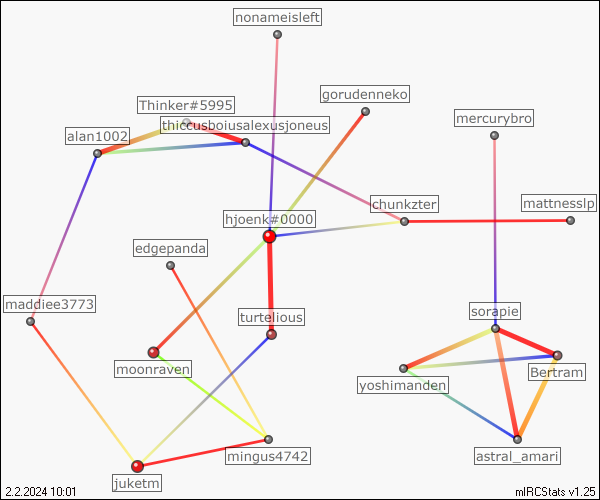 nonameisleft
gorudenneko
Thinker#5995
mercurybro
thiccusboiusalexusjoneus
alan1002
chunkzter
mattnesslp
hjoenk#0000
edgepanda
maddiee3773
sorapie
turtelious
moonraven
Bertram
yoshimanden
mingus4742
astral_amari
juketm
2.2.2024 10:01
mIRCStats v1.25